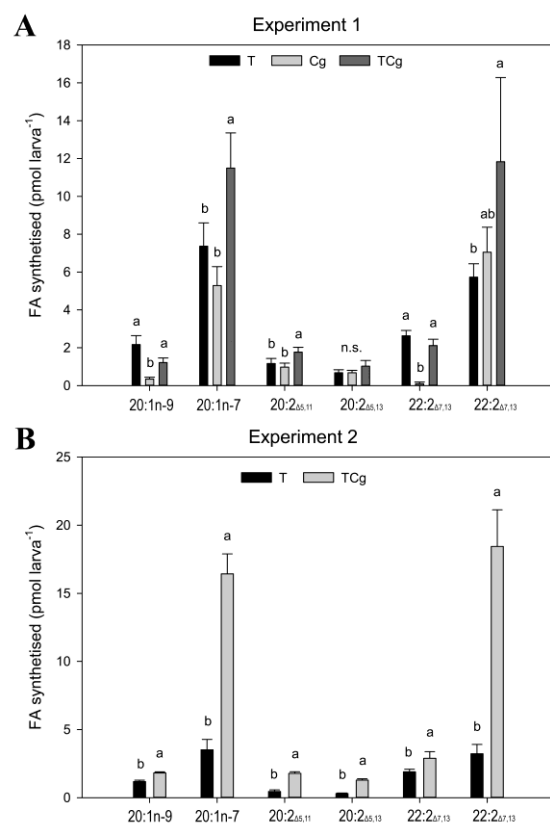 A
Experiment 1
FA synthetised (pmol larva-1)
18
16
14
12
10
8
6
4
2
0
T Cg TCg
a b a
b b a
b b a
n.s.
a b a
b ab a
20:1n-9 20:1n-7 20:2Δ5,11 20:2Δ5,13 22:2Δ7,13 22:2Δ7,13
B
Experiment 2
FA synthetised (pmol larva-1)
25
20
15
10
5
0
T TCg
b a
b a
b a
b a
b a
b a
20:1n-9 20:1n-7 20:2Δ5,11 20:2Δ5,13 22:2Δ7,13 22:2Δ7,13